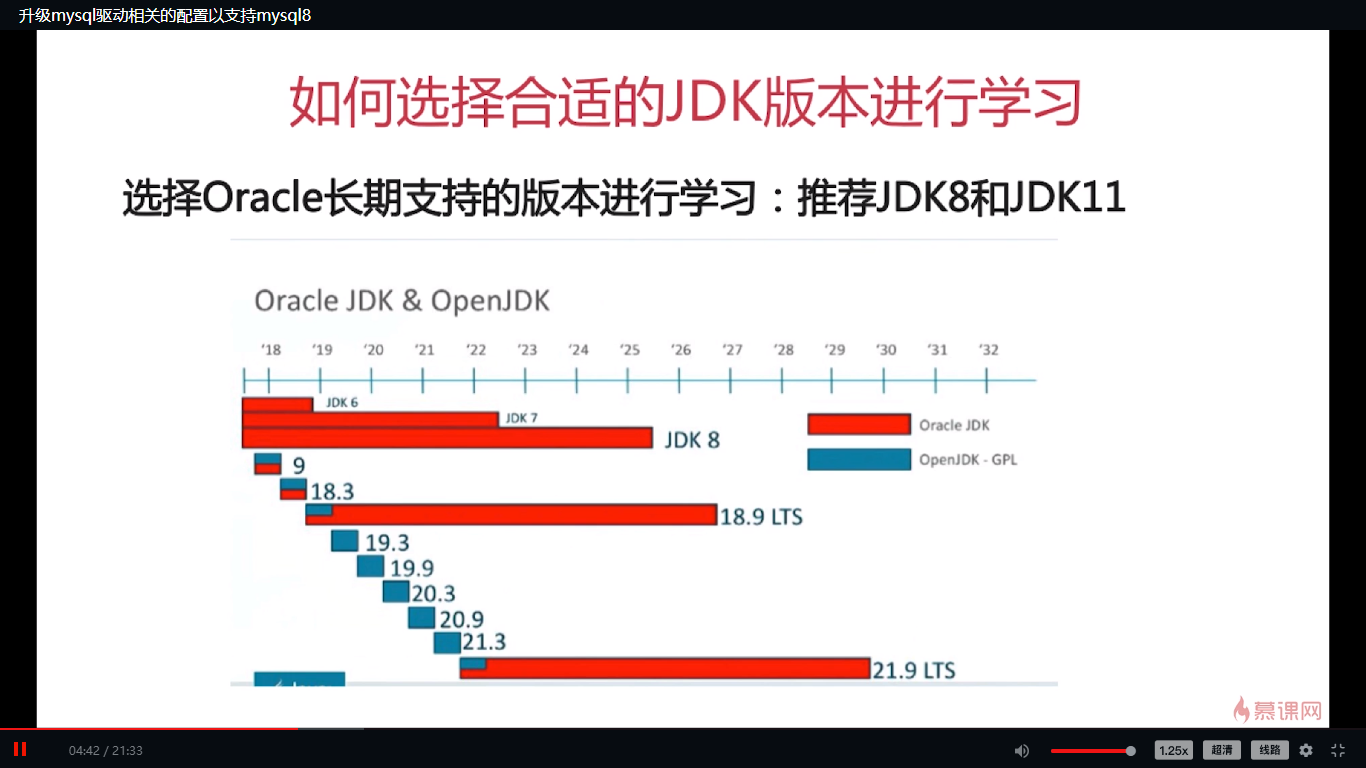 升级mysql驱动相关的配置以支持mysql8
如何选择合适的JDK版本进行学习
选择Oracle长期支持的版本进行学习：推荐JDK8和JDK11
Oracle JDK & OpenJDK
'18 '19 '20 '21 '22 '23 '24 '25 '26 '27 '28 '29 '30 '31 '32
JDK 6
JDK 7
JDK 8
Oracle JDK
OpenJDK - GPL
9
18.3
18.9 LTS
19.3
19.9
20.3
20.9
21.3
21.9 LTS
慕课网
04:42 / 21:33
1.25x 超清 线路